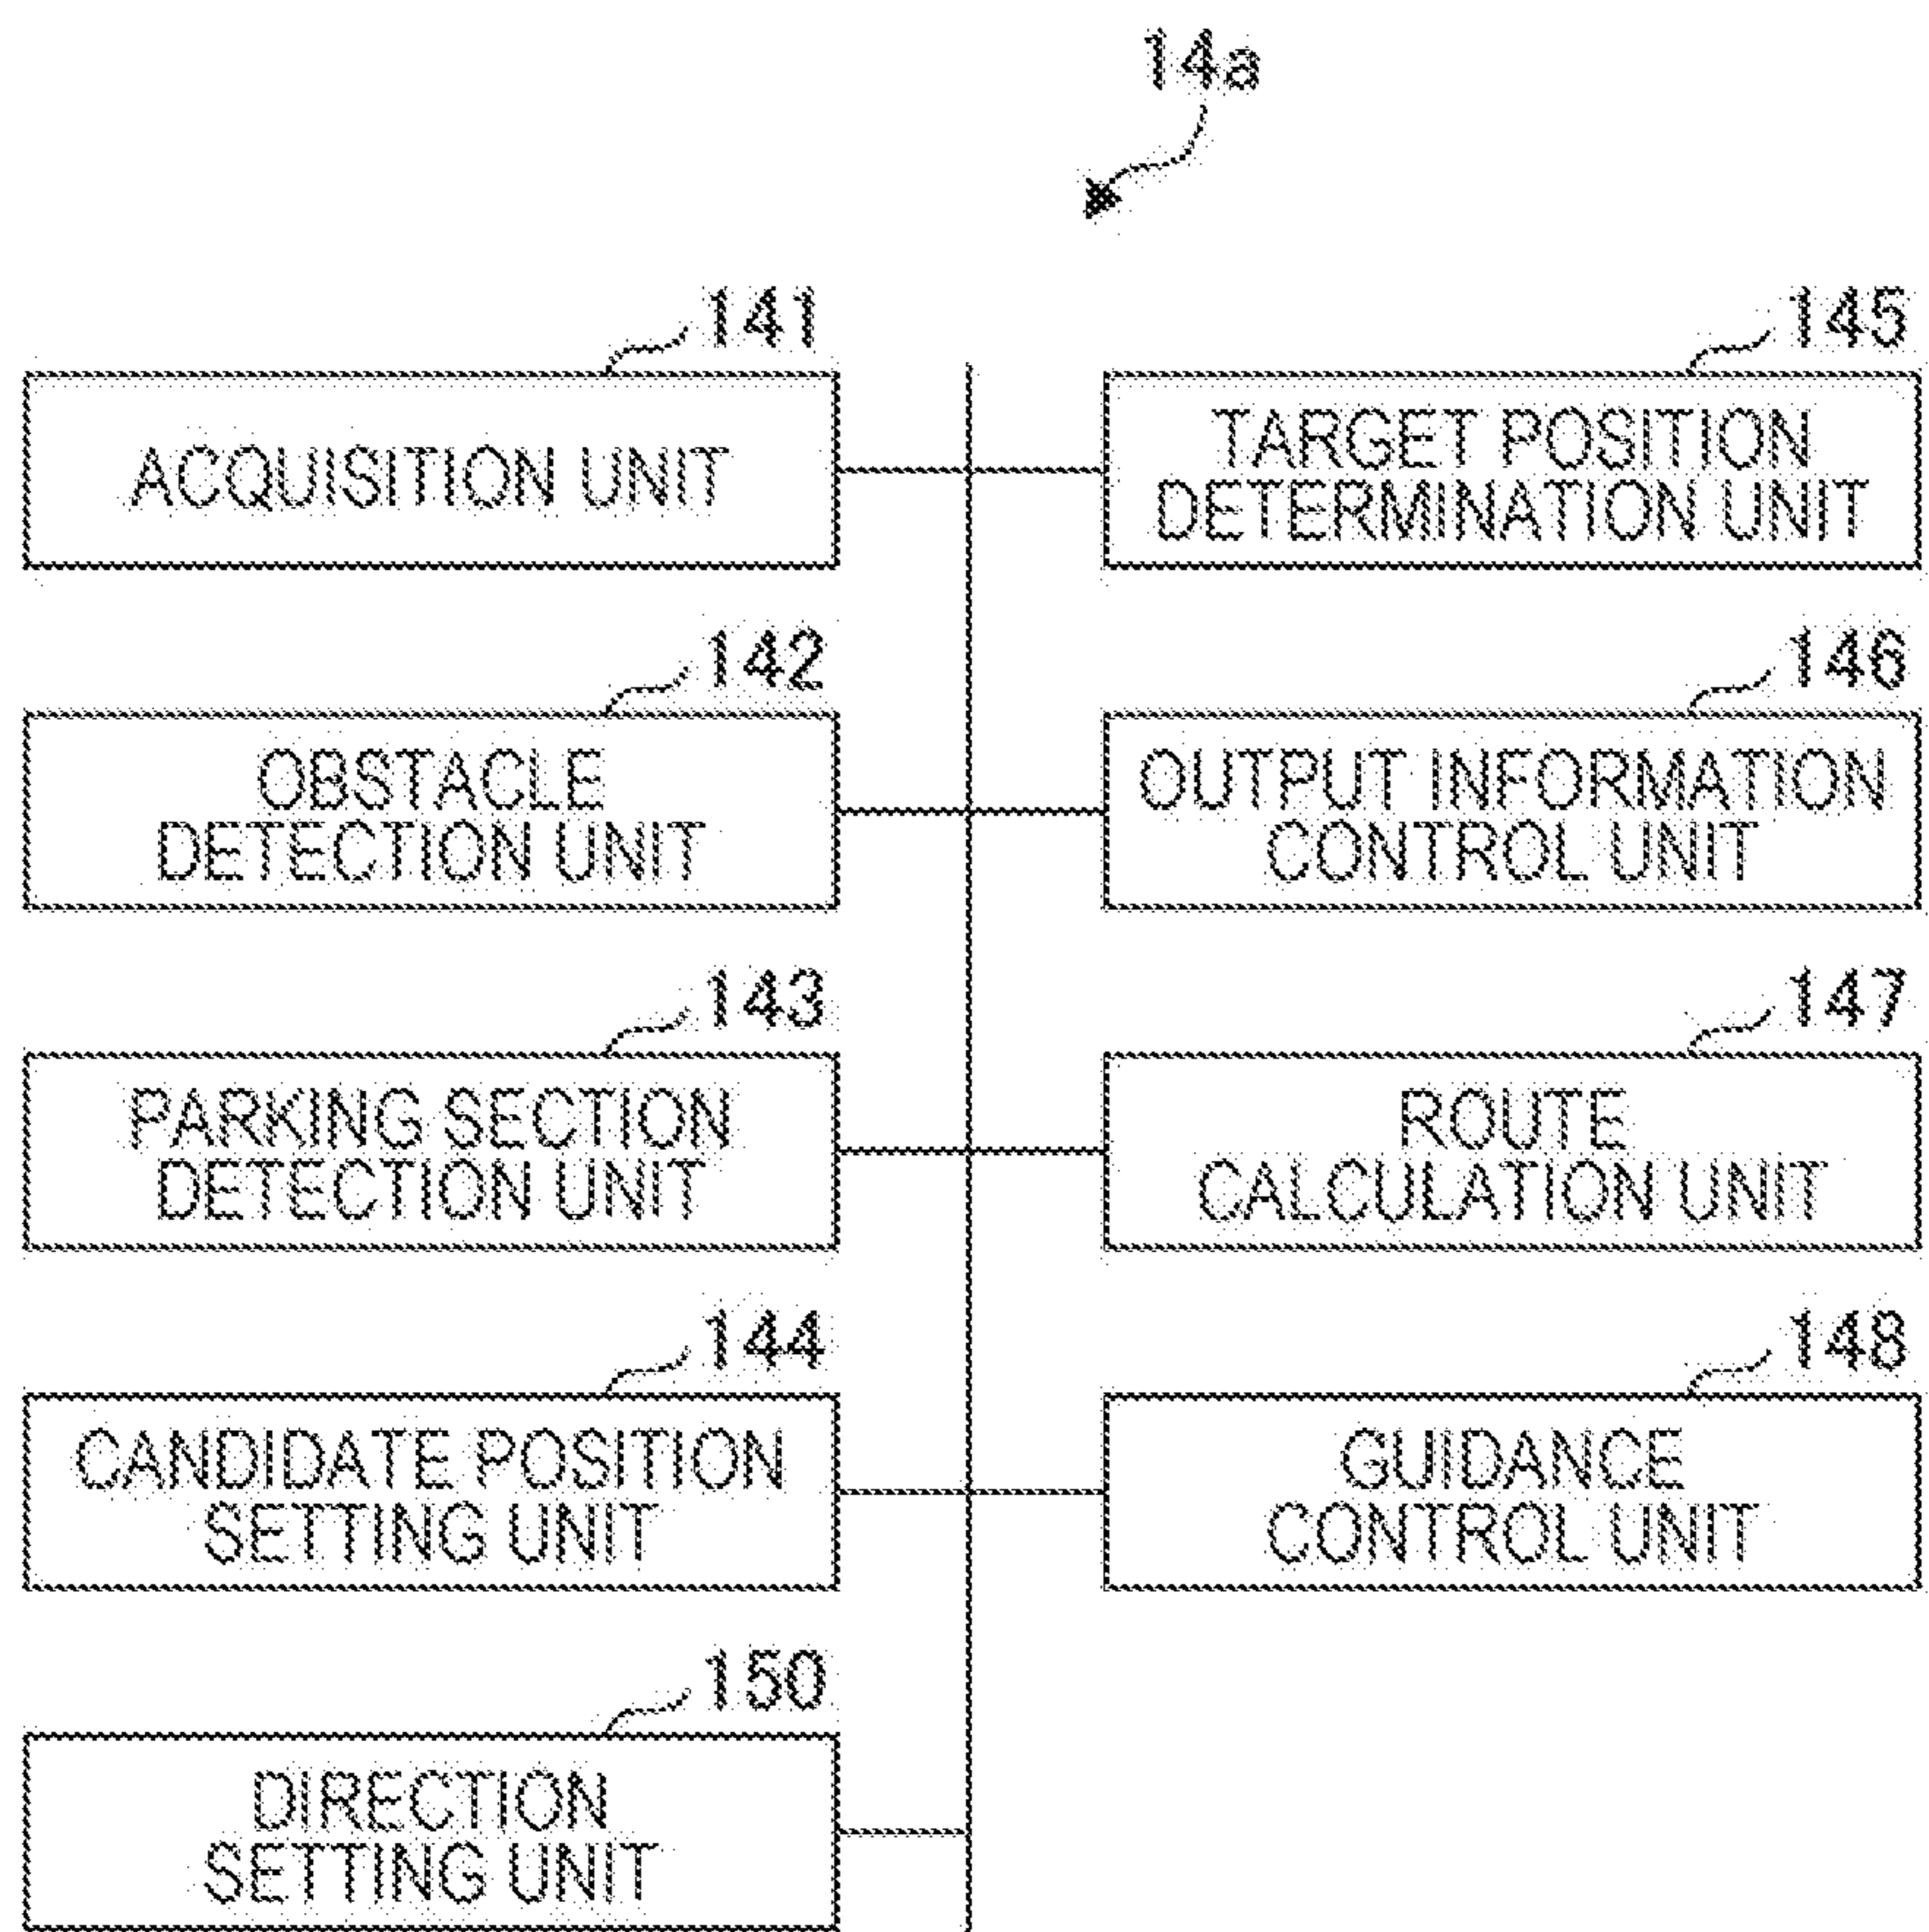 14a
141
ACQUISITION UNIT
145
TARGET POSITION
DETERMINATION UNIT
142
OBSTACLE
DETECTION UNIT
146
OUTPUT INFORMATION
CONTROL UNIT
143
PARKING SECTION
DETECTION UNIT
147
ROUTE
CALCULATION UNIT
144
CANDIDATE POSITION
SETTING UNIT
148
GUIDANCE
CONTROL UNIT
150
DIRECTION
SETTING UNIT